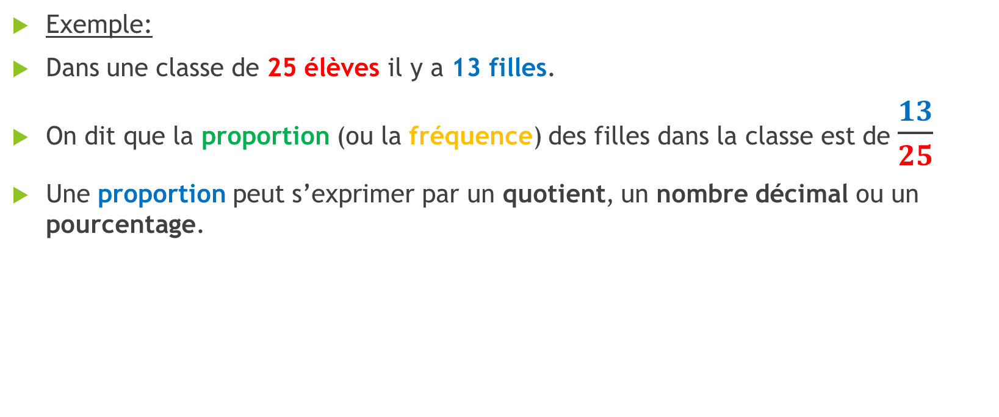 Exemple:
Dans une classe de 25 élèves il y a 13 filles.
On dit que la proportion (ou la fréquence) des filles dans la classe est de 13/25
Une proportion peut s’exprimer par un quotient, un nombre décimal ou un
pourcentage.